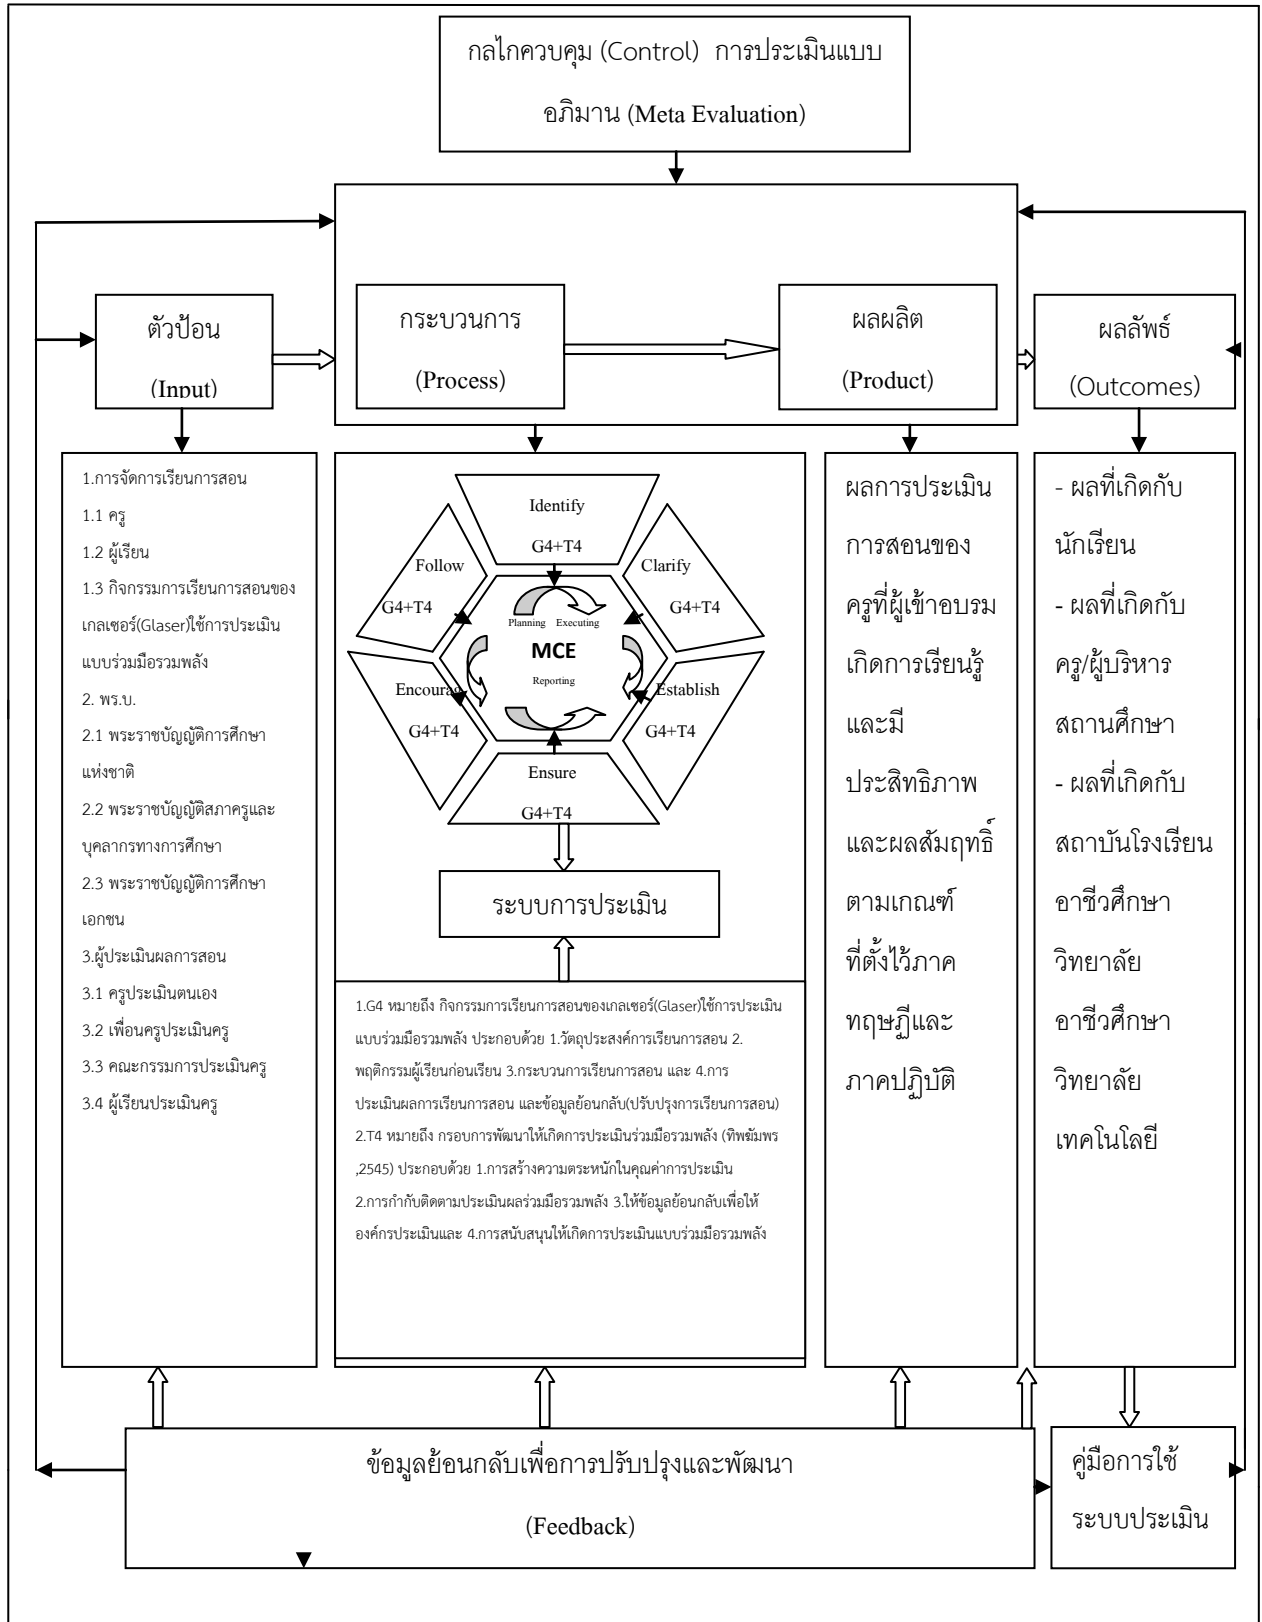 กลไกควบคุม (Control)  การประเมินแบบ
อภิมาน (Meta Evaluation)
ตัวป้อน
(Input)
กระบวนการ
(Process)
ผลผลิต
(Product)
ผลลัพธ์
(Outcomes)
1.การจัดการเรียนการสอน
1.1 ครู
1.2 ผู้เรียน
1.3 กิจกรรมการเรียนการสอนของ
เกลเซอร์(Glaser)ใช้การประเมิน
แบบร่วมมือรวมพลัง
2. พร.บ.
2.1 พระราชบัญญัติการศึกษา
แห่งชาติ
2.2 พระราชบัญญัติสภาครูและ
บุคลากรทางการศึกษา
2.3 พระราชบัญญัติการศึกษา
เอกชน
3.ผู้ประเมินผลการสอน
3.1 ครูประเมินตนเอง
3.2 เพื่อนครูประเมินครู
3.3 คณะกรรมการประเมินครู
3.4 ผู้เรียนประเมินครู
Identify
G4+T4
Follow
G4+T4
Clarify
G4+T4
Planning Executing
MCE
Reporting
Encourag
G4+T4
Establish
G4+T4
Ensure
G4+T4
ระบบการประเมิน
1.G4 หมายถึง กิจกรรมการเรียนการสอนของเกลเซอร์(Glaser)ใช้การประเมิน
แบบร่วมมือรวมพลัง ประกอบด้วย 1.วัตถุประสงค์การเรียนการสอน 2.
พฤติกรรมผู้เรียนก่อนเรียน 3.กระบวนการเรียนการสอน และ 4.การ
ประเมินผลการเรียนการสอน และข้อมูลย้อนกลับ(ปรับปรุงการเรียนการสอน)
2.T4 หมายถึง กรอบการพัฒนาให้เกิดการประเมินร่วมมือรวมพลัง (ทิพฆัมพร
,2545) ประกอบด้วย 1.การสร้างความตระหนักในคุณค่าการประเมิน
2.การกำกับติดตามประเมินผลร่วมมือรวมพลัง 3.ให้ข้อมูลย้อนกลับเพื่อให้
องค์กรประเมินและ 4.การสนับสนุนให้เกิดการประเมินแบบร่วมมือรวมพลัง
ผลการประเมิน
การสอนของ
ครูที่ผู้เข้าอบรม
เกิดการเรียนรู้
และมี
ประสิทธิภาพ
และผลสัมฤทธิ์
ตามเกณฑ์
ที่ตั้งไว้ภาค
ทฤษฎีและ
ภาคปฏิบัติ
- ผลที่เกิดกับ
นักเรียน
- ผลที่เกิดกับ
ครู/ผู้บริหาร
สถานศึกษา
- ผลที่เกิดกับ
สถาบันโรงเรียน
อาชีวศึกษา
วิทยาลัย
อาชีวศึกษา
วิทยาลัย
เทคโนโลยี
ข้อมูลย้อนกลับเพื่อการปรับปรุงและพัฒนา
(Feedback)
คู่มือการใช้
ระบบประเมิน